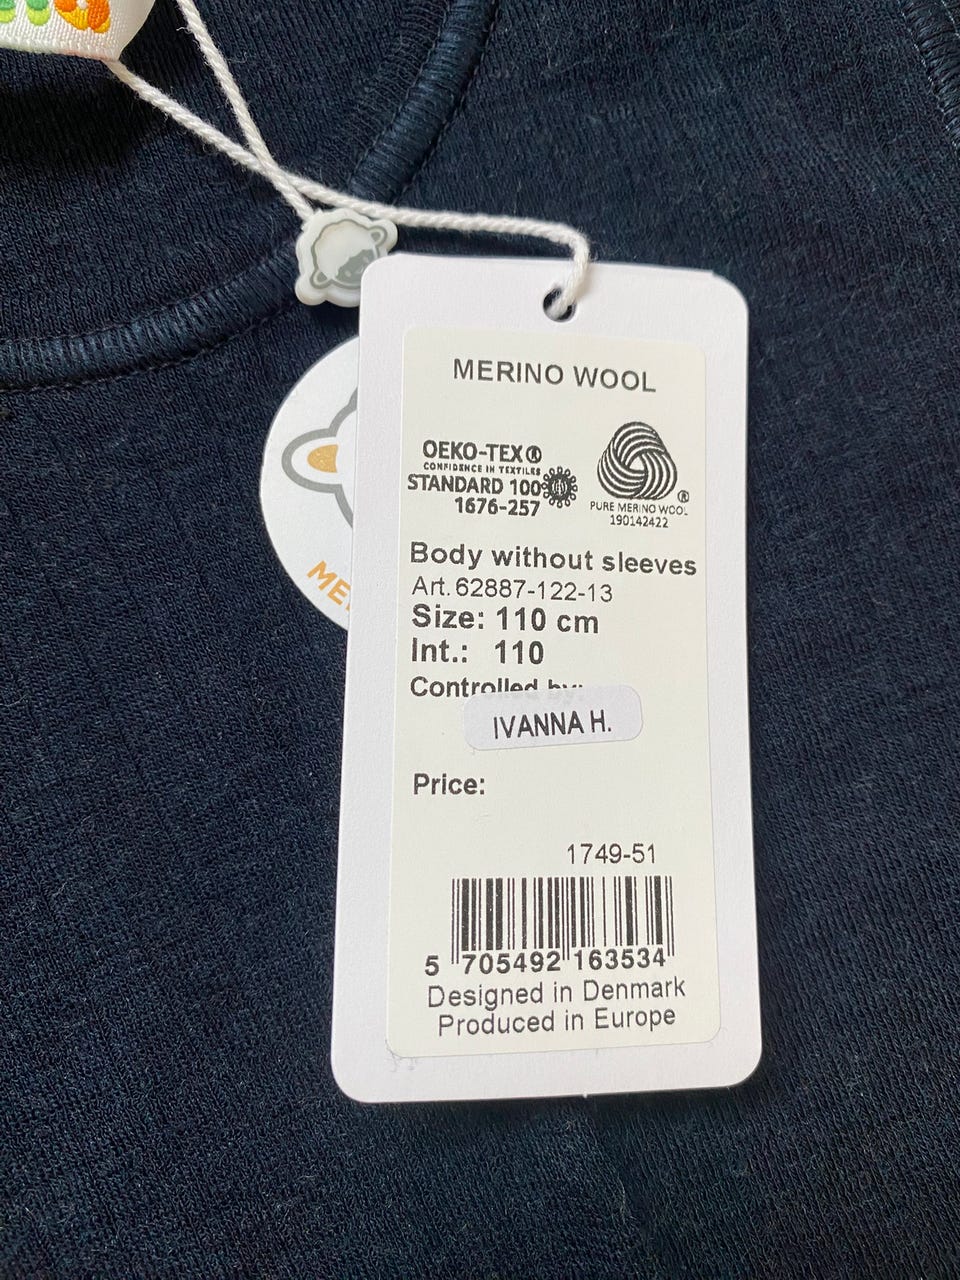 MERINO WOOL
OEKO-TEX®
CONFIDENCE IN TEXTILES
STANDARD 100
1676-257
®
PURE MERINO WOOL
190142422
Body without sleeves
Art. 62887-122-13
Size: 110 cm
Int.: 110
Controlled by:
IVANNA H.
Price:
1749-51
5 705492 163534
Designed in Denmark
Produced in Europe